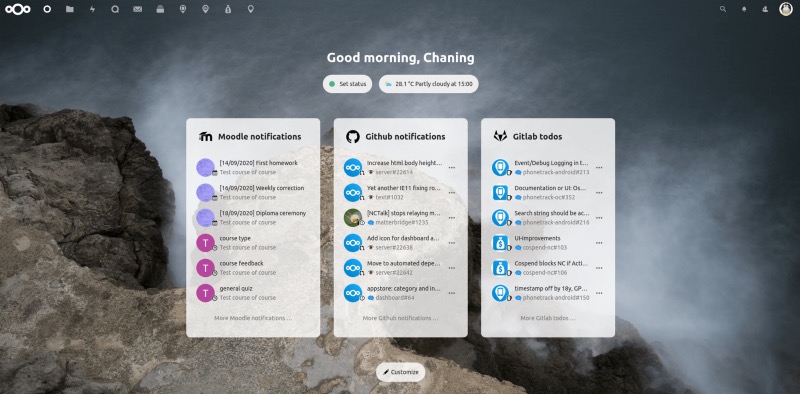 Good morning, Chaning
Set status
28.1 °C Partly cloudy at 15:00
Moodle notifications
[14/09/2020] First homework
Test course of course
[16/09/2020] Weekly correction
Test course of course
[18/09/2020] Diploma ceremony
Test course of course
T
course type
Test course of course
T
course feedback
Test course of course
T
general quiz
Test course of course
More Moodle notifications …
Github notifications
Increase html body height…
server#22614
Yet another IE11 fixing ro…
text#1032
[NCTalk] stops relaying m…
matterbridge#1235
Add icon for dashboard a…
server#22638
Move to automated depe…
server#22642
appstore: category and in…
dashboard#64
More Github notifications …
Gitlab todos
Event/Debug Logging in t…
phonetrack-android#213
Documentation or UI: Os…
phonetrack-oc#352
Search string should be ac…
phonetrack-android#216
UI-Improvements
cospend-nc#103
Cospend blocks NC if Acti…
cospend-nc#106
timestamp off by 18y, GP…
phonetrack-android#150
More Gitlab todos …
Customize